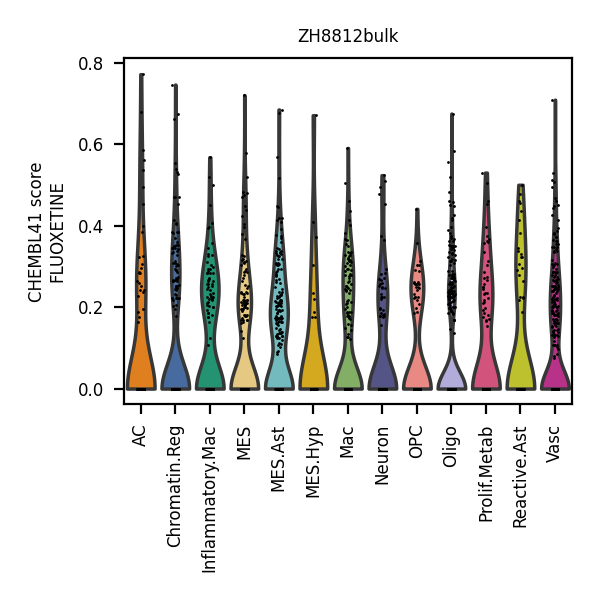 ZH8812bulk
CHEMBL41 score
FLUOXETINE
0.8
0.6
0.4
0.2
0.0
AC
Chromatin.Reg
Inflammatory.Mac
MES
MES.Ast
MES.Hyp
Mac
Neuron
OPC
Oligo
Prolif.Metab
Reactive.Ast
Vasc